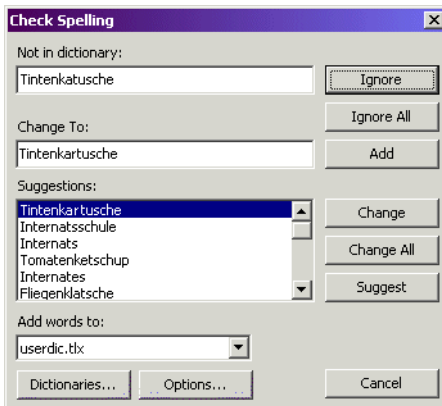 Check Spelling
Not in dictionary:
Tintenkatusche
Ignore
Ignore All
Change To:
Tintenkartusche
Add
Suggestions:
Tintenkartusche
Internatsschule
Internats
Tomatenketschup
Internates
Fliegenklatsche
Change
Change All
Suggest
Add words to:
userdic.tlx
Dictionaries...
Options...
Cancel